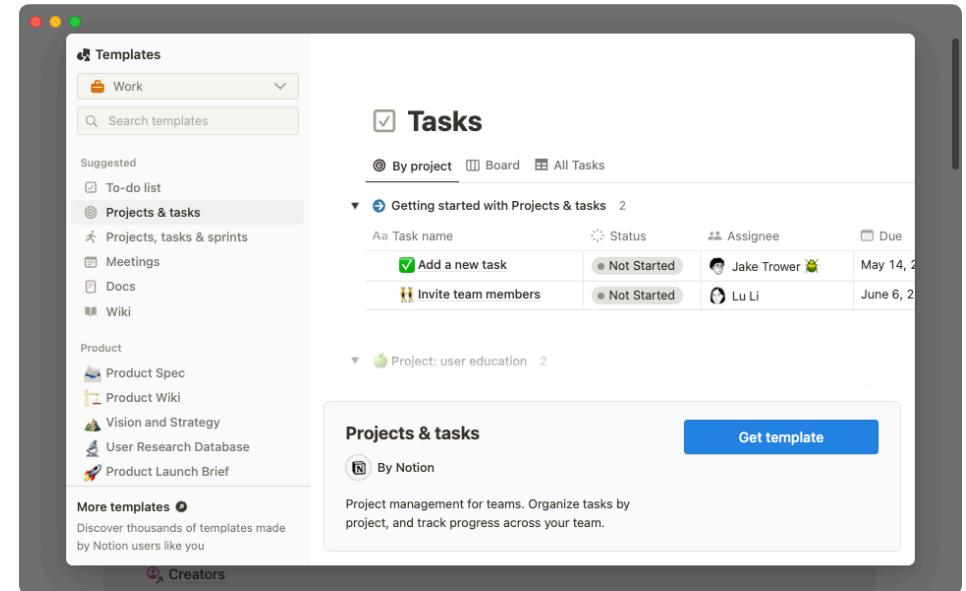 Templates
Work
Search templates
Suggested
To-do list
Projects & tasks
Projects, tasks & sprints
Meetings
Docs
Wiki
Product
Product Spec
Product Wiki
Vision and Strategy
User Research Database
Product Launch Brief
More templates
Discover thousands of templates made
by Notion users like you
Tasks
By project Board All Tasks
Getting started with Projects & tasks 2
Aa Task name Status Assignee Due
Add a new task Not Started Jake Trower May 14, 2
Invite team members Not Started Lu Li June 6, 2
Project: user education 2
Projects & tasks
Get template
By Notion
Project management for teams. Organize tasks by
project, and track progress across your team.
Creators